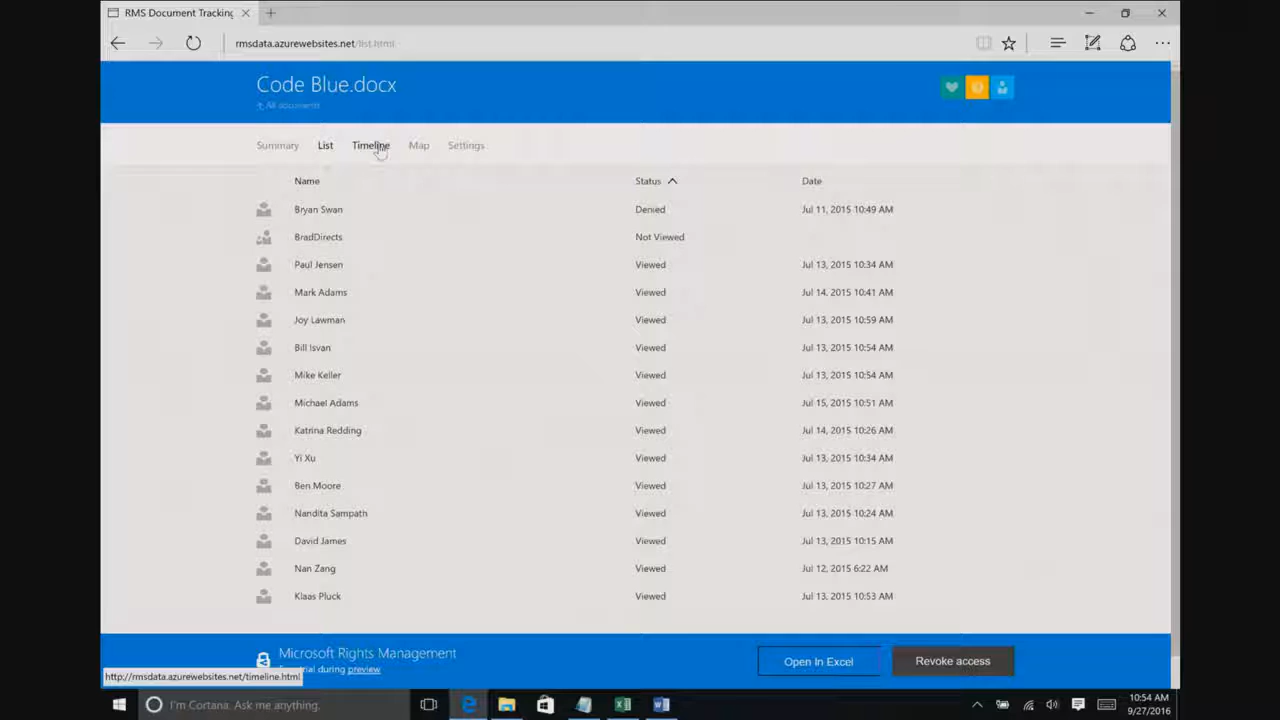 RMS Document Tracking
rmsdata.azurewebsites.net/list.html
Code Blue.docx
All documents
Summary List Timeline Map Settings
Name Status Date
Bryan Swan Denied Jul 11, 2015 10:49 AM
BradDirects Not Viewed
Paul Jensen Viewed Jul 13, 2015 10:34 AM
Mark Adams Viewed Jul 14, 2015 10:41 AM
Joy Lawman Viewed Jul 13, 2015 10:59 AM
Bill Isvan Viewed Jul 13, 2015 10:54 AM
Mike Keller Viewed Jul 13, 2015 10:54 AM
Michael Adams Viewed Jul 15, 2015 10:51 AM
Katrina Redding Viewed Jul 14, 2015 10:26 AM
Yi Xu Viewed Jul 13, 2015 10:34 AM
Ben Moore Viewed Jul 13, 2015 10:27 AM
Nandita Sampath Viewed Jul 13, 2015 10:24 AM
David James Viewed Jul 13, 2015 10:15 AM
Nan Zang Viewed Jul 12, 2015 6:22 AM
Klaas Pluck Viewed Jul 13, 2015 10:53 AM
Microsoft Rights Management
trial during preview
Open In Excel Revoke access
http://rmsdata.azurewebsites.net/timeline.html
I'm Cortana. Ask me anything.
10:54 AM
9/27/2016